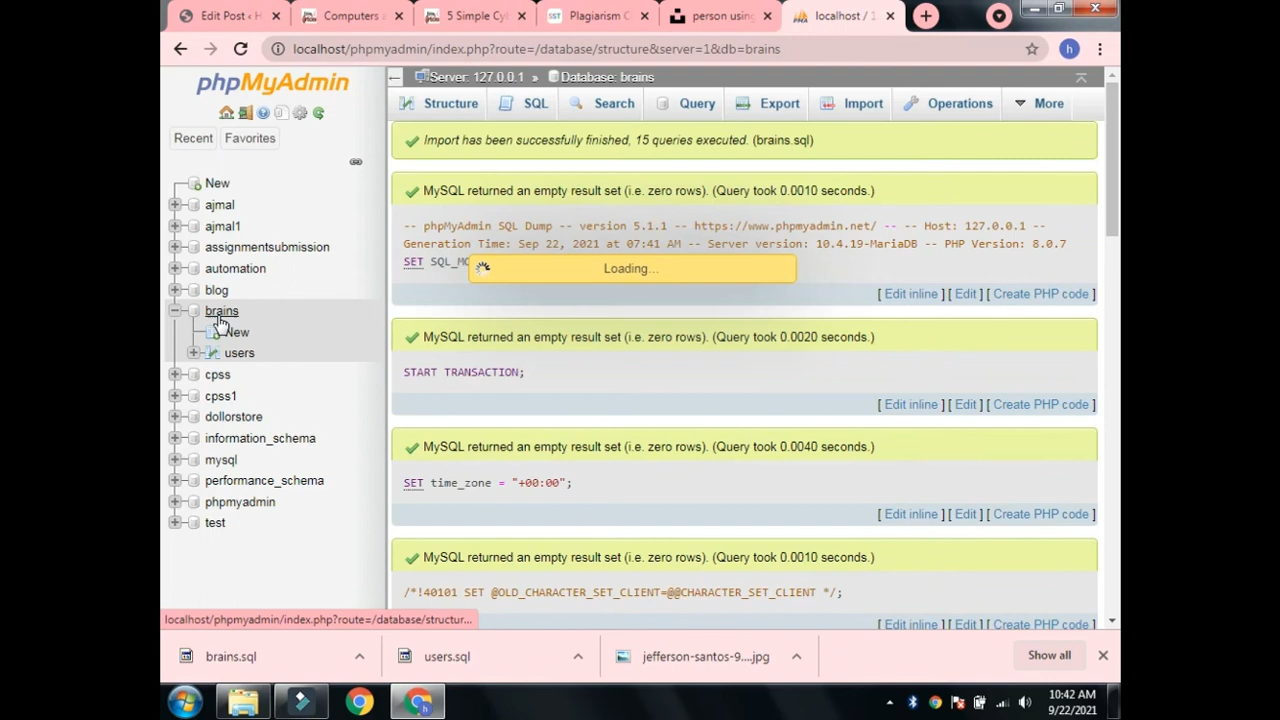 Edit Post ‹ H
Computers a
5 Simple Cy
SST Plagiarism C
person using
localhost / 1
localhost/phpmyadmin/index.php?route=/database/structure&server=1&db=brains
h
phpMyAdmin
Recent Favorites
New
ajmal
ajmal1
assignmentsubmission
automation
blog
brains
New
users
cpss
cpss1
dollorstore
information_schema
mysql
performance_schema
phpmyadmin
test
localhost/phpmyadmin/index.php?route=/database/structur...
Server: 127.0.0.1 » Database: brains
Structure SQL Search Query Export Import Operations More
Import has been successfully finished, 15 queries executed. (brains.sql)
MySQL returned an empty result set (i.e. zero rows). (Query took 0.0010 seconds.)
-- phpMyAdmin SQL Dump -- version 5.1.1 -- https://www.phpmyadmin.net/ -- -- Host: 127.0.0.1 --
Generation Time: Sep 22, 2021 at 07:41 AM -- Server version: 10.4.19-MariaDB -- PHP Version: 8.0.7
SET SQL_MO
Loading...
[ Edit inline ] [ Edit ] [ Create PHP code ]
MySQL returned an empty result set (i.e. zero rows). (Query took 0.0020 seconds.)
START TRANSACTION;
[ Edit inline ] [ Edit ] [ Create PHP code ]
MySQL returned an empty result set (i.e. zero rows). (Query took 0.0040 seconds.)
SET time_zone = "+00:00";
[ Edit inline ] [ Edit ] [ Create PHP code ]
MySQL returned an empty result set (i.e. zero rows). (Query took 0.0010 seconds.)
/*!40101 SET @OLD_CHARACTER_SET_CLIENT=@@CHARACTER_SET_CLIENT */;
[ Edit inline ] [ Edit ] [ Create PHP code ]
brains.sql
users.sql
jefferson-santos-9....jpg
Show all
10:42 AM
9/22/2021